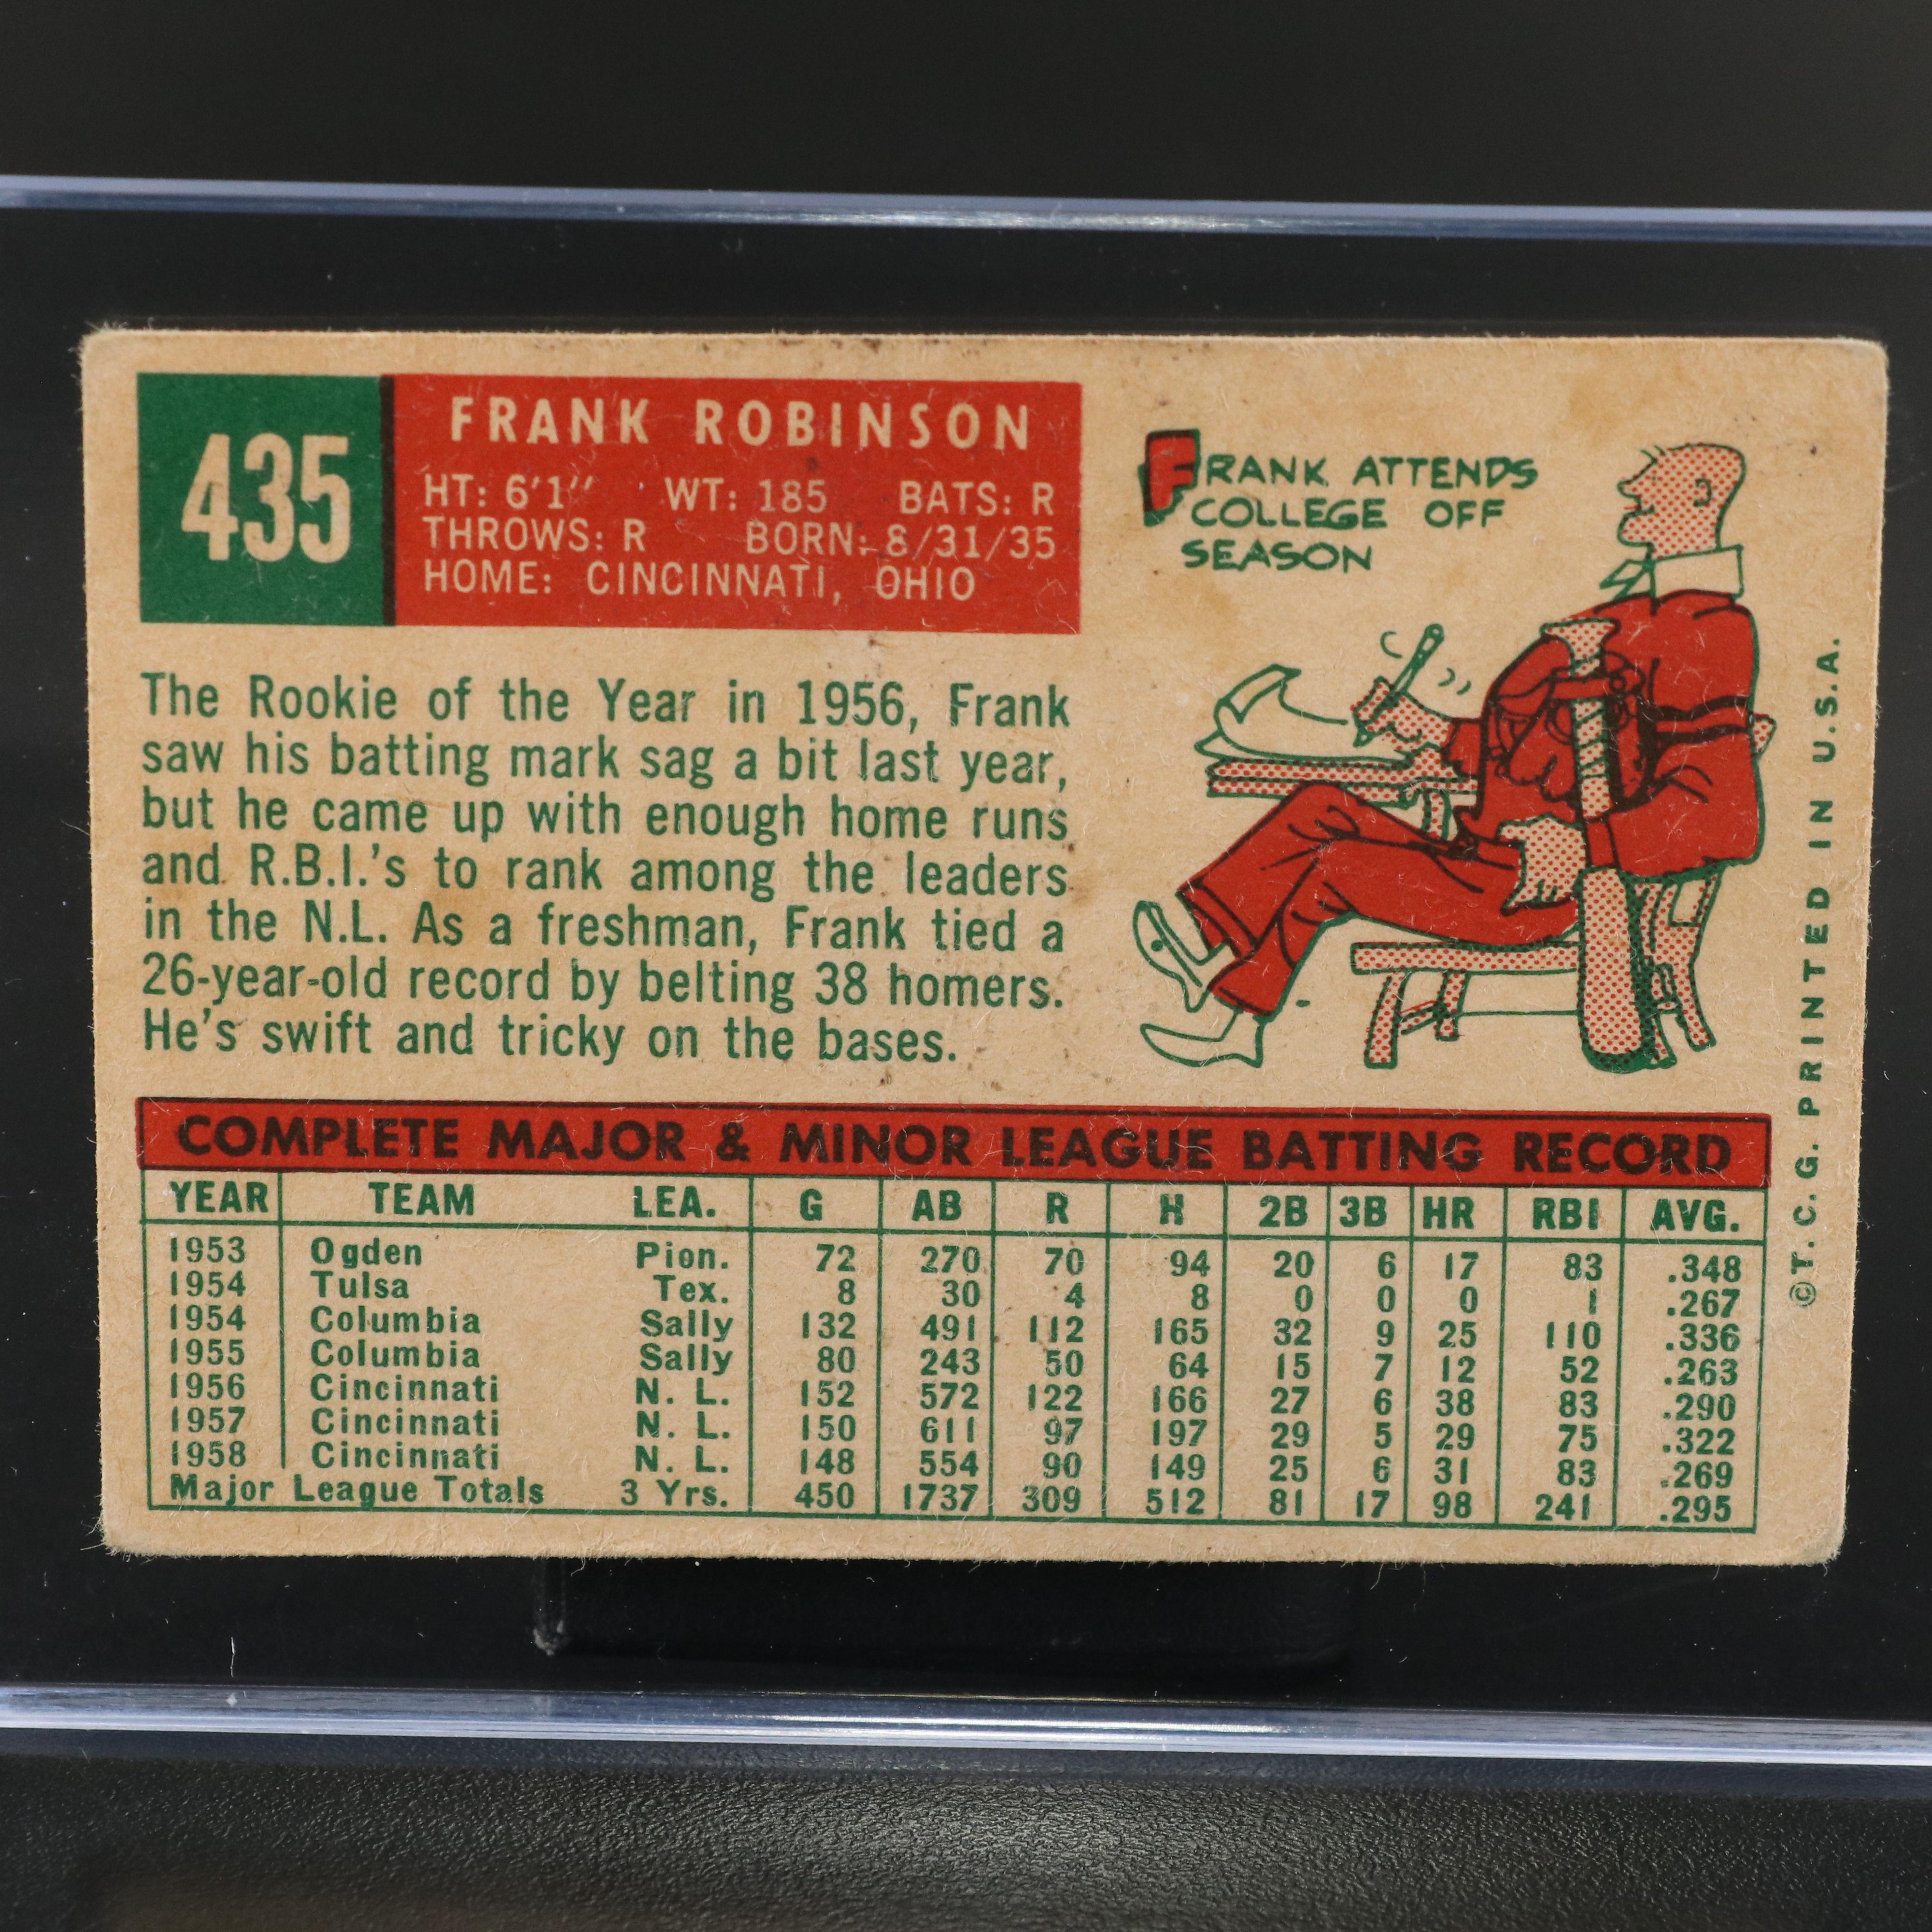 435
FRANK ROBINSON
HT: 6'1" WT: 185 BATS: R
THROWS: R BORN: 8/31/35
HOME: CINCINNATI, OHIO
FRANK ATTENDS
COLLEGE OFF
SEASON
The Rookie of the Year in 1956, Frank
saw his batting mark sag a bit last year,
but he came up with enough home runs
and R.B.I.'s to rank among the leaders
in the N.L. As a freshman, Frank tied a
26-year-old record by belting 38 homers.
He's swift and tricky on the bases.
COMPLETE MAJOR & MINOR LEAGUE BATTING RECORD
YEAR TEAM LEA. G AB R H 2B 3B HR RBI AVG.
1953 Ogden Pion. 72 270 70 94 20 6 17 83 .348
1954 Tulsa Tex. 8 30 4 8 0 0 0 1 .267
1954 Columbia Sally 132 491 112 165 32 9 25 110 .336
1955 Columbia Sally 80 243 50 64 15 7 12 52 .263
1956 Cincinnati N. L. 152 572 122 166 27 6 38 83 .290
1957 Cincinnati N. L. 150 611 97 197 29 5 29 75 .322
1958 Cincinnati N. L. 148 554 90 149 25 6 31 83 .269
Major League Totals 3 Yrs. 450 1737 309 512 81 17 98 241 .295
©T.C.G. PRINTED IN U.S.A.